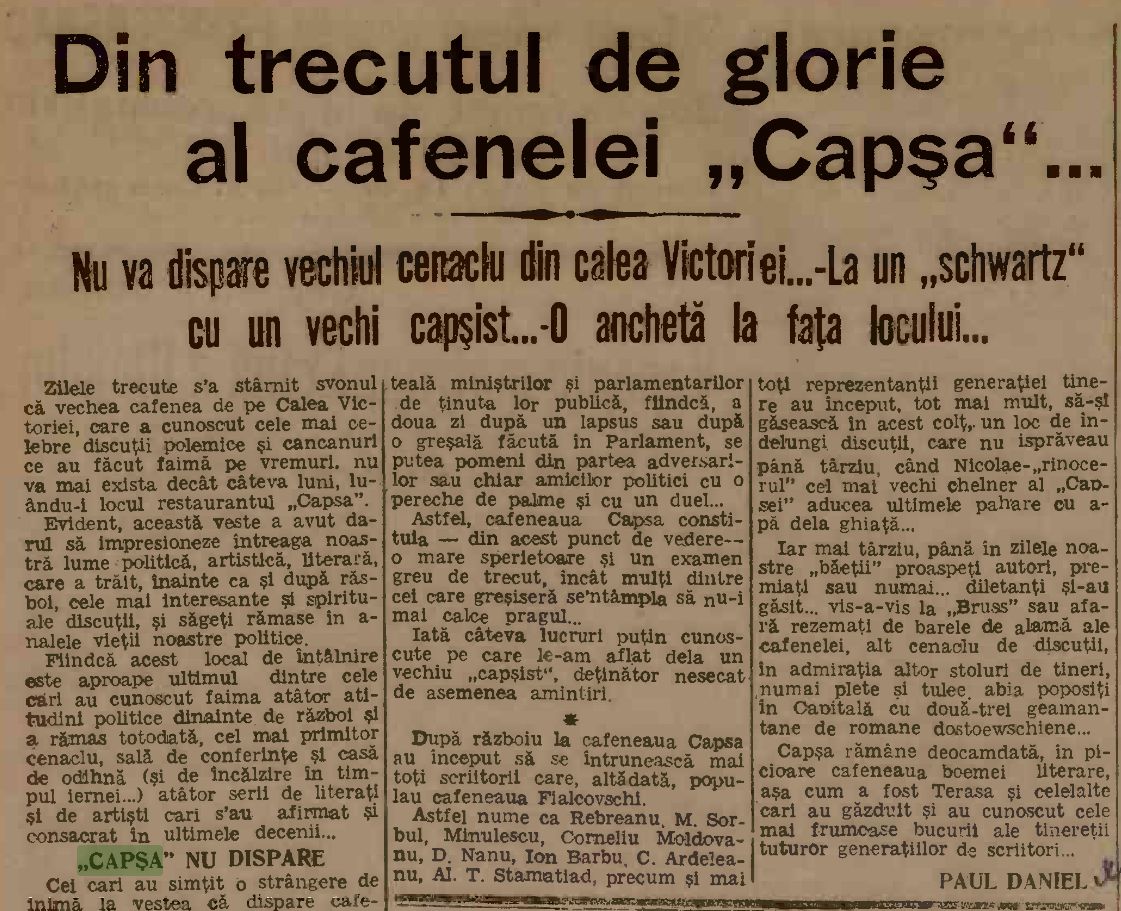 Din trecutul de glorie
al cafenelei „Capşa“...
Nu va dispare vechiul cenaclu din calea Victoriei...-La un „schwartz“
cu un vechi capşist...-O anchetă la faţa locului...
Zilele trecute s'a stârnit svonul
că vechea cafenea de pe Calea Vic-
toriei, care a cunoscut cele mai ce-
lebre discuţii polemice şi cancanuri
ce au făcut faimă pe vremuri, nu
va mai exista decât câteva luni, lu-
ându-i locul restaurantul „Capsa”.
Evident, această veste a avut da-
rul să impresioneze întreaga noas-
tră lume politică, artistică, literară,
care a trăit, înainte ca şi după răs-
boi, cele mai interesante şi spiritu-
ale discuţii, şi săgeţi rămase în a-
nalele vieţii noastre politice.
Fiindcă acest local de întâlnire
este aproape ultimul dintre cele
cari au cunoscut faima atâtor ati-
tudini politice dinainte de război şi
a rămas totodată, cel mai primitor
cenaclu, sală de conferinţe şi casă
de odihnă (şi de încălzire în tim-
pul iernei...) atâtor serii de literaţi
şi de artişti cari s'au afirmat şi
consacrat în ultimele decenii...
„CAPŞA” NU DISPARE
Cei cari au simţit o strângere de
inimă la vestea că dispare cafe-
teală miniştrilor şi parlamentarilor
de ţinuta lor publică, fiindcă, a
doua zi după un lapsus sau după
o greşală făcută în Parlament, se
putea pomeni din partea adversari-
lor sau chiar amicilor politici cu o
pereche de palme şi cu un duel...
Astfel, cafeneaua Capsa consti-
tuia — din acest punct de vedere—
o mare sperietoare şi un examen
greu de trecut, încât mulţi dintre
cei care greşiseră se'ntâmpla să nu-i
mai calce pragul...
Iată câteva lucruri puţin cunos-
cute pe care le-am aflat dela un
vechiu „capşist“, deţinător nesecat
de asemenea amintiri.
*
După războiu la cafeneaua Capsa
au început să se întrunească mai
toţi scriitorii care, altădată, popu-
lau cafeneaua Fialcovschi.
Astfel nume ca Rebreanu, M. Sor-
bul, Minulescu, Corneliu Moldova-
nu, D. Nanu, Ion Barbu, C. Ardelea-
nu, Al. T. Stamatiad, precum şi mai
toţi reprezentanţii generaţiei tine-
re au început, tot mai mult, să-şi
găsească în acest colţ, un loc de în-
delungi discuţii, care nu isprăveau
până târziu, când Nicolae-„rinoce-
rul” cel mai vechi chelner al „Cap-
sei” aducea ultimele pahare cu a-
pă dela ghiaţă...
Iar mai târziu, până în zilele noa-
stre „băeţii” proaspeţi autori, pre-
miaţi sau numai... diletanţi şi-au
găsit... vis-a-vis la „Bruss” sau afa-
ră rezemaţi de barele de alamă ale
cafenelei, alt cenaclu de discuţii,
în admiraţia altor stoluri de tineri,
numai plete şi tulee, abia poposiţi
în Capitală cu două-trei geaman-
tane de romane dostoewschiene...
Capşa rămâne deocamdată, în pi-
cioare cafeneaua boemei literare,
aşa cum a fost Terasa şi celelalte
cari au găzduit şi au cunoscut cele
mai frumoase bucurii ale tinereţii
tuturor generaţiilor de scriitori...
PAUL DANIEL